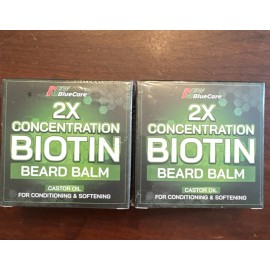 BlueCare
2X
CONCENTRATION
BIOTIN
BEARD BALM
CASTOR OIL
FOR CONDITIONING & SOFTENING
BlueCare
2X
CONCENTRATION
BIOTIN
BEARD BALM
CASTOR OIL
FOR CONDITIONING & SOFTENING